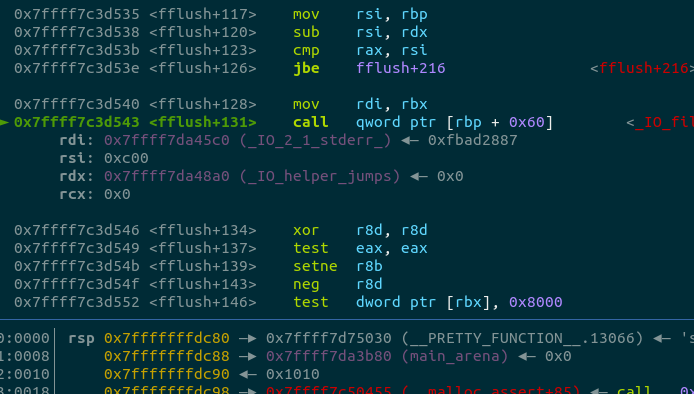 0x7ffff7c3d535 <fflush+117> mov rsi, rbp
0x7ffff7c3d538 <fflush+120> sub rsi, rdx
0x7ffff7c3d53b <fflush+123> cmp rax, rsi
0x7ffff7c3d53e <fflush+126> jbe fflush+216 <fflush+216>
0x7ffff7c3d540 <fflush+128> mov rdi, rbx
► 0x7ffff7c3d543 <fflush+131> call qword ptr [rbp + 0x60] <_IO_fil
rdi: 0x7ffff7da45c0 (_IO_2_1_stderr_) ◂— 0xfbad2887
rsi: 0xc00
rdx: 0x7ffff7da48a0 (_IO_helper_jumps) ◂— 0x0
rcx: 0x0
0x7ffff7c3d546 <fflush+134> xor r8d, r8d
0x7ffff7c3d549 <fflush+137> test eax, eax
0x7ffff7c3d54b <fflush+139> setne r8b
0x7ffff7c3d54f <fflush+143> neg r8d
0x7ffff7c3d552 <fflush+146> test dword ptr [rbx], 0x8000
0:0000│ rsp 0x7fffffffdc80 —▸ 0x7ffff7d75030 (__PRETTY_FUNCTION__.13066) ◂— 's
1:0008│ 0x7fffffffdc88 —▸ 0x7ffff7da3b80 (main_arena) ◂— 0x0
2:0010│ 0x7fffffffdc90 ◂— 0x1010
3:0018│ 0x7fffffffdc98 —▸ 0x7ffff7c50455 (__malloc_assert+85) ◂— call 0